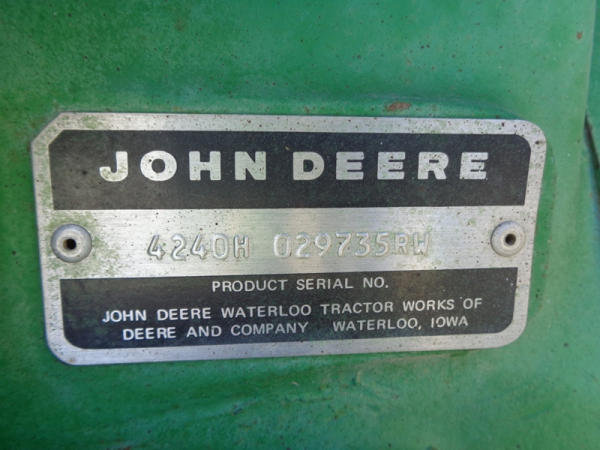 JOHN DEERE
4240H 029735RW
PRODUCT SERIAL NO.
JOHN DEERE WATERLOO TRACTOR WORKS OF
DEERE AND COMPANY WATERLOO, IOWA